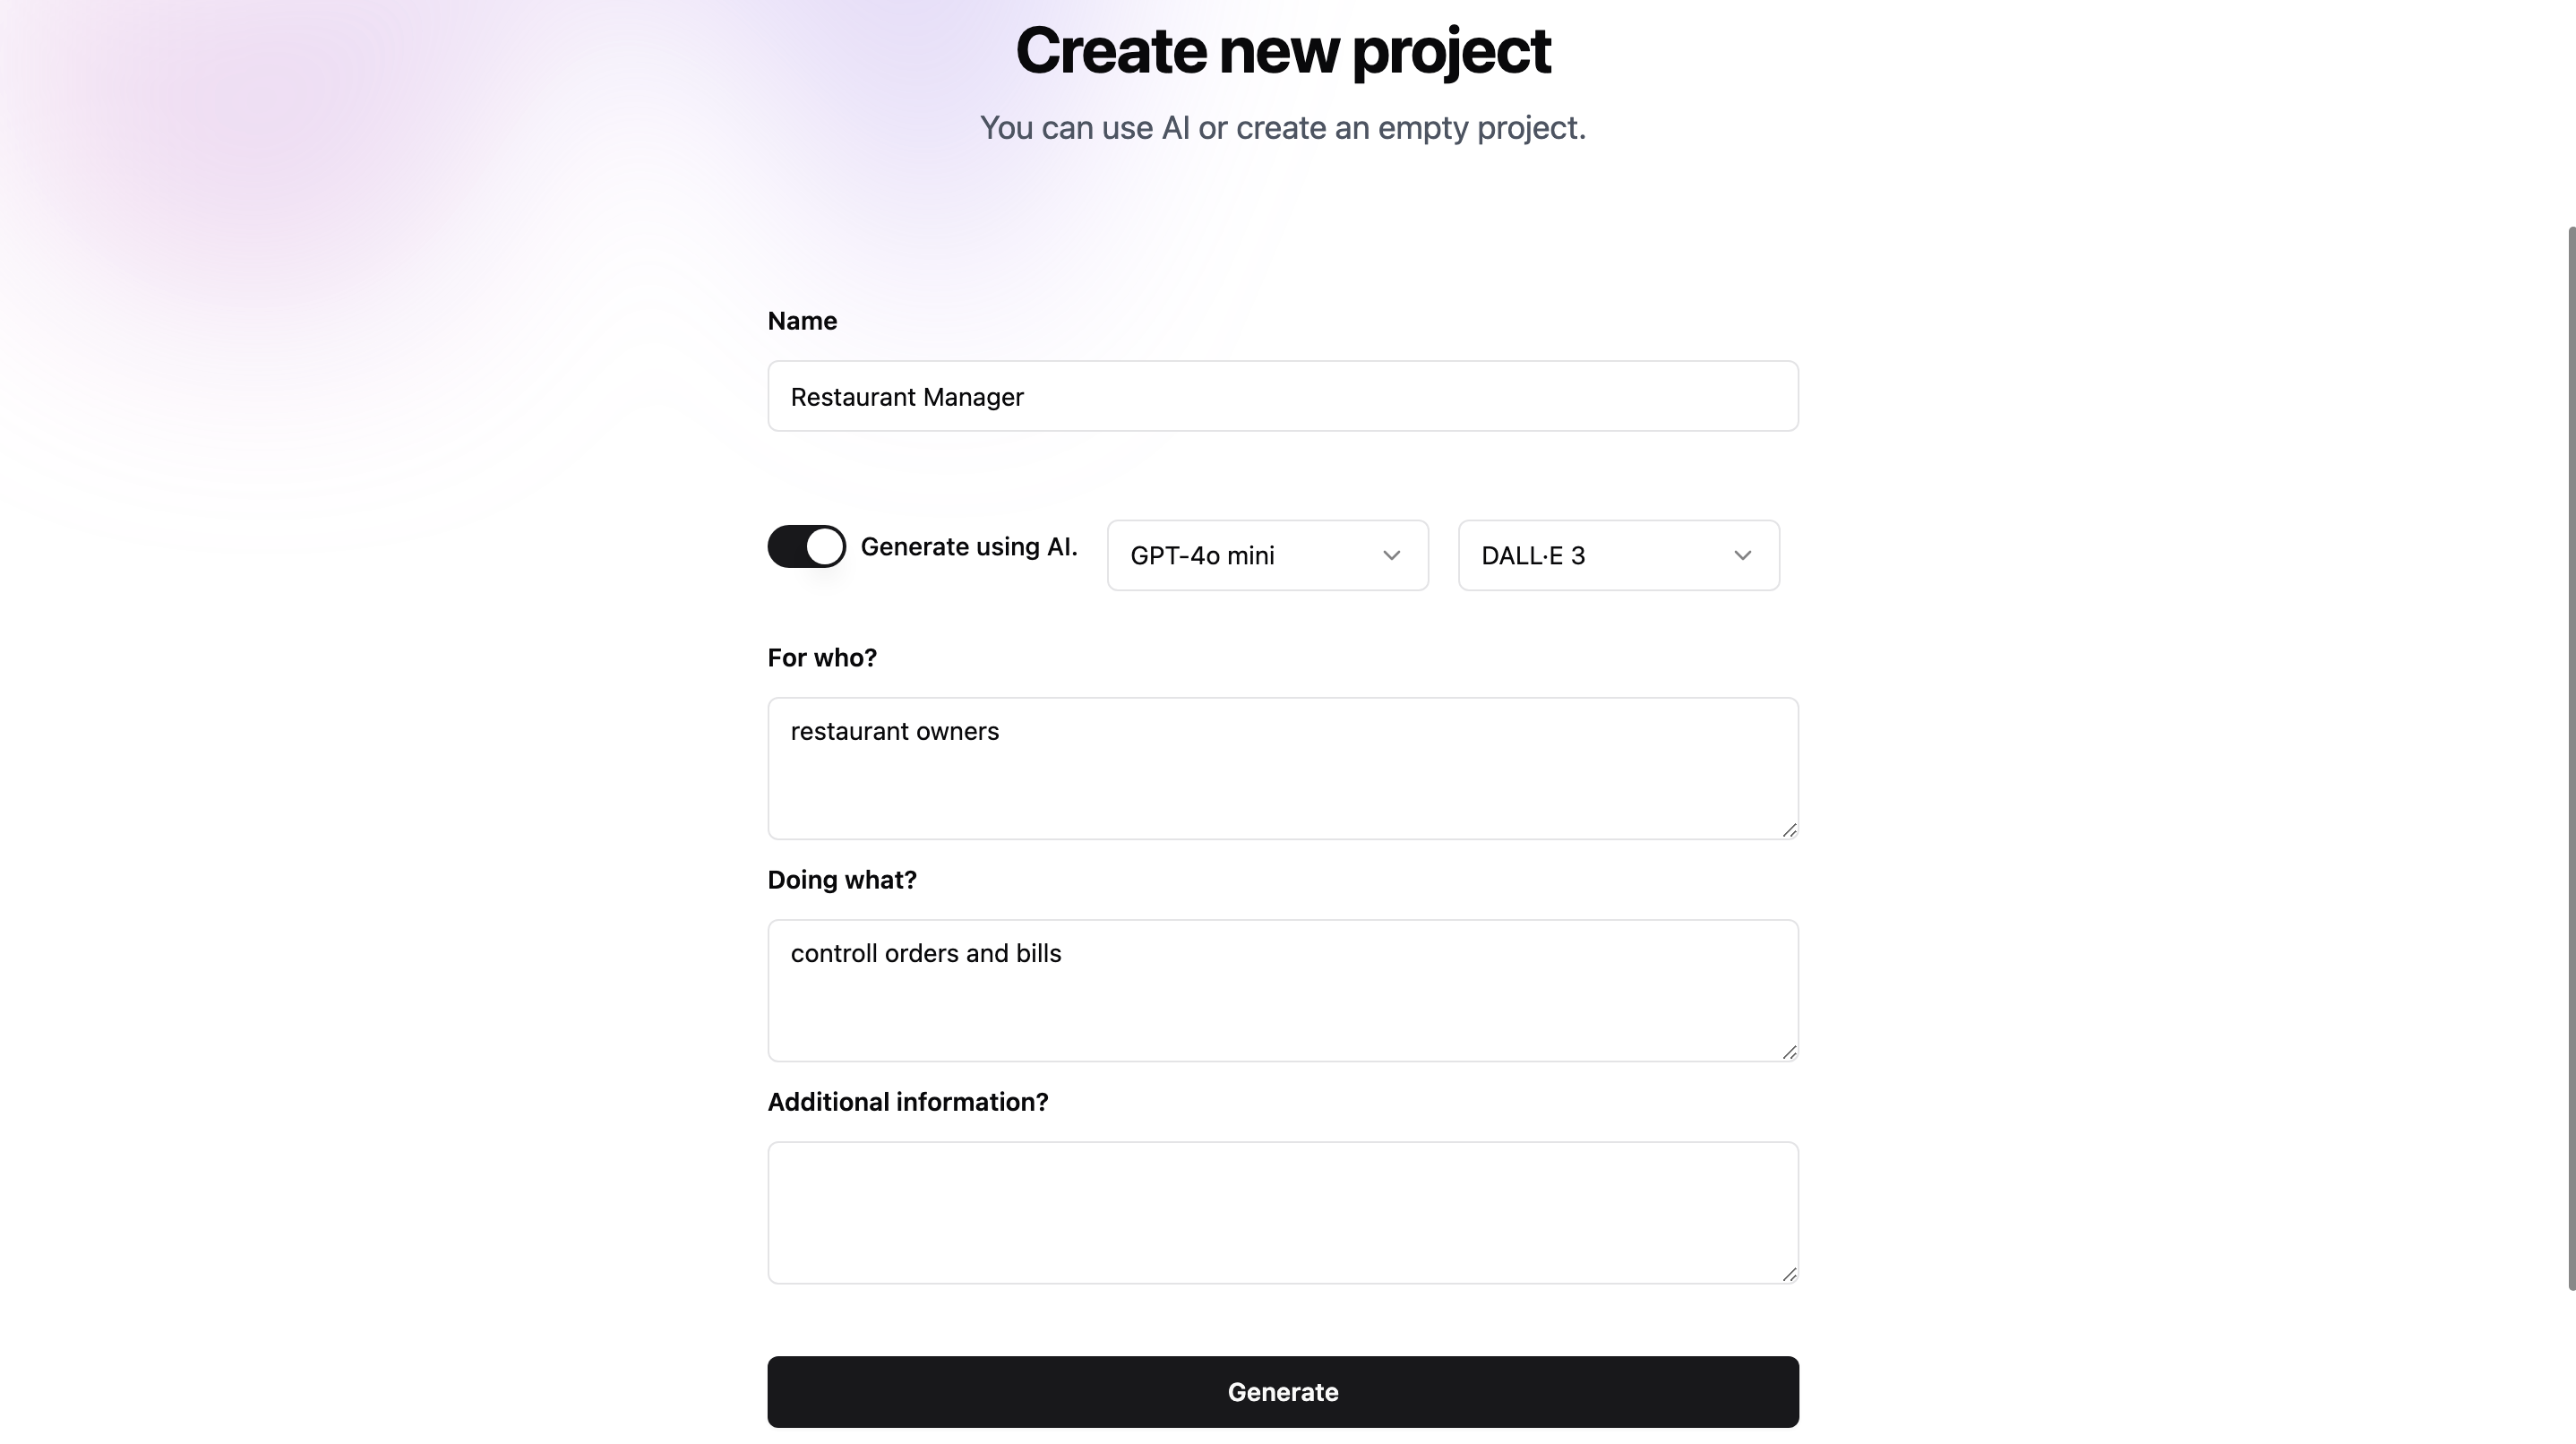 Create new project
You can use AI or create an empty project.
Name
Restaurant Manager
Generate using AI.
GPT-4o mini
DALL·E 3
For who?
restaurant owners
Doing what?
controll orders and bills
Additional information?
Generate